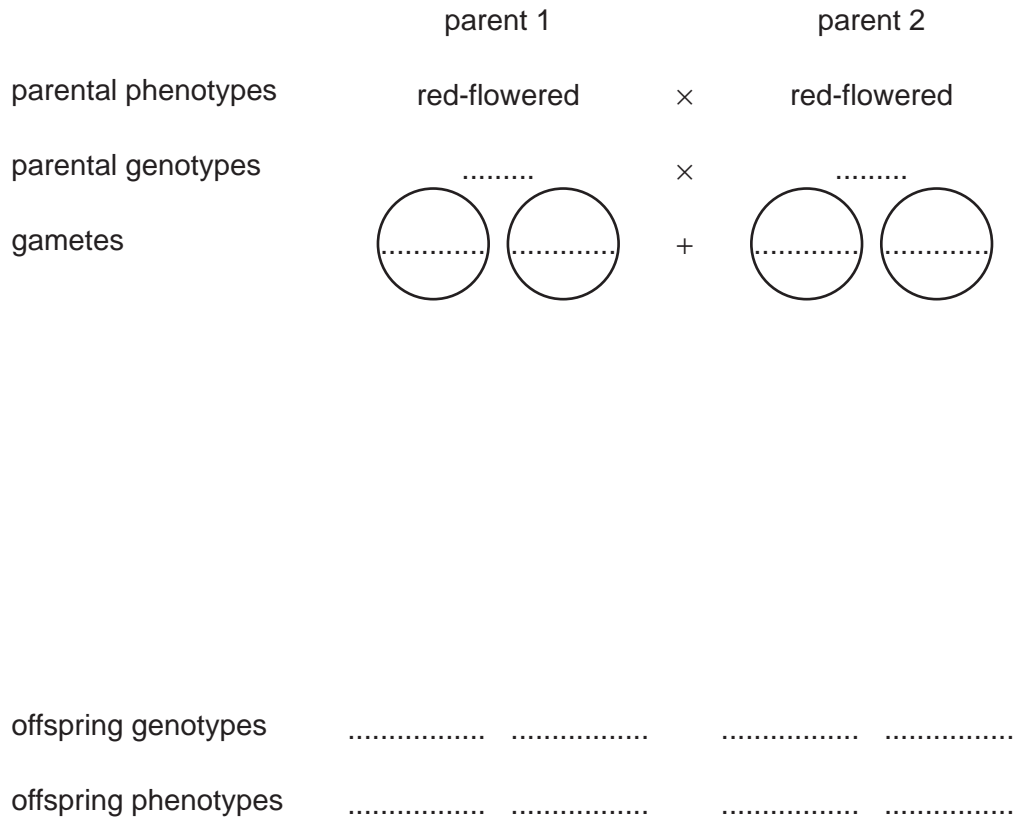 parent 1 parent 2
parental phenotypes red-flowered × red-flowered
parental genotypes ......... × .........
gametes ............. ............. + ............. .............
offspring genotypes ................. ................. ................. ................
offspring phenotypes ................. ................. ................. ................